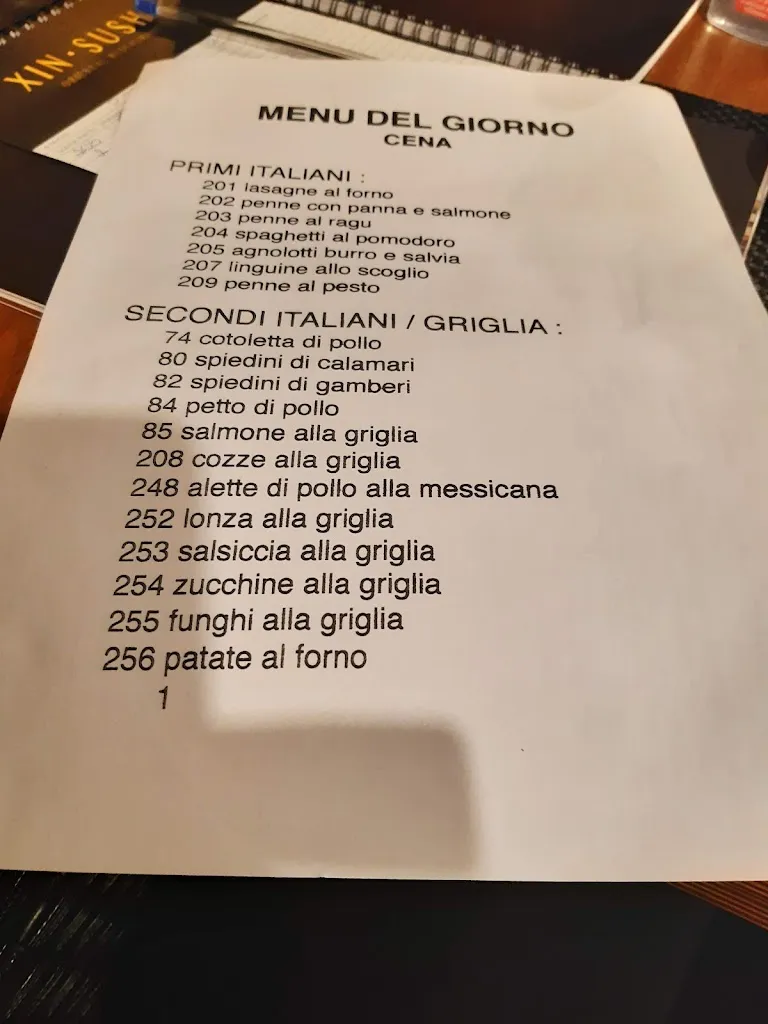 XIN·SUSH
MENU DEL GIORNO
CENA
PRIMI ITALIANI :
201 lasagne al forno
202 penne con panna e salmone
203 penne al ragu
204 spaghetti al pomodoro
205 agnolotti burro e salvia
207 linguine allo scoglio
209 penne al pesto
SECONDI ITALIANI / GRIGLIA :
74 cotoletta di pollo
80 spiedini di calamari
82 spiedini di gamberi
84 petto di pollo
85 salmone alla griglia
208 cozze alla griglia
248 alette di pollo alla messicana
252 lonza alla griglia
253 salsiccia alla griglia
254 zucchine alla griglia
255 funghi alla griglia
256 patate al forno
1